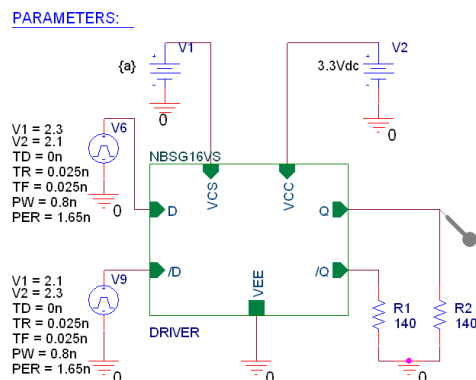 PARAMETERS:
V1
V2
{a}
3.3Vdc
0
0
V6
V1 = 2.3
V2 = 2.1
TD = 0n
TR = 0.025n
TF = 0.025n
PW = 0.8n
PER = 1.65n
0
NBSG16VS
VCS
VCC
D
Q
/D
/Q
VEE
DRIVER
V9
V1 = 2.1
V2 = 2.3
TD = 0n
TR = 0.025n
TF = 0.025n
PW = 0.8n
PER = 1.65n
0
0
R1
140
R2
140
0